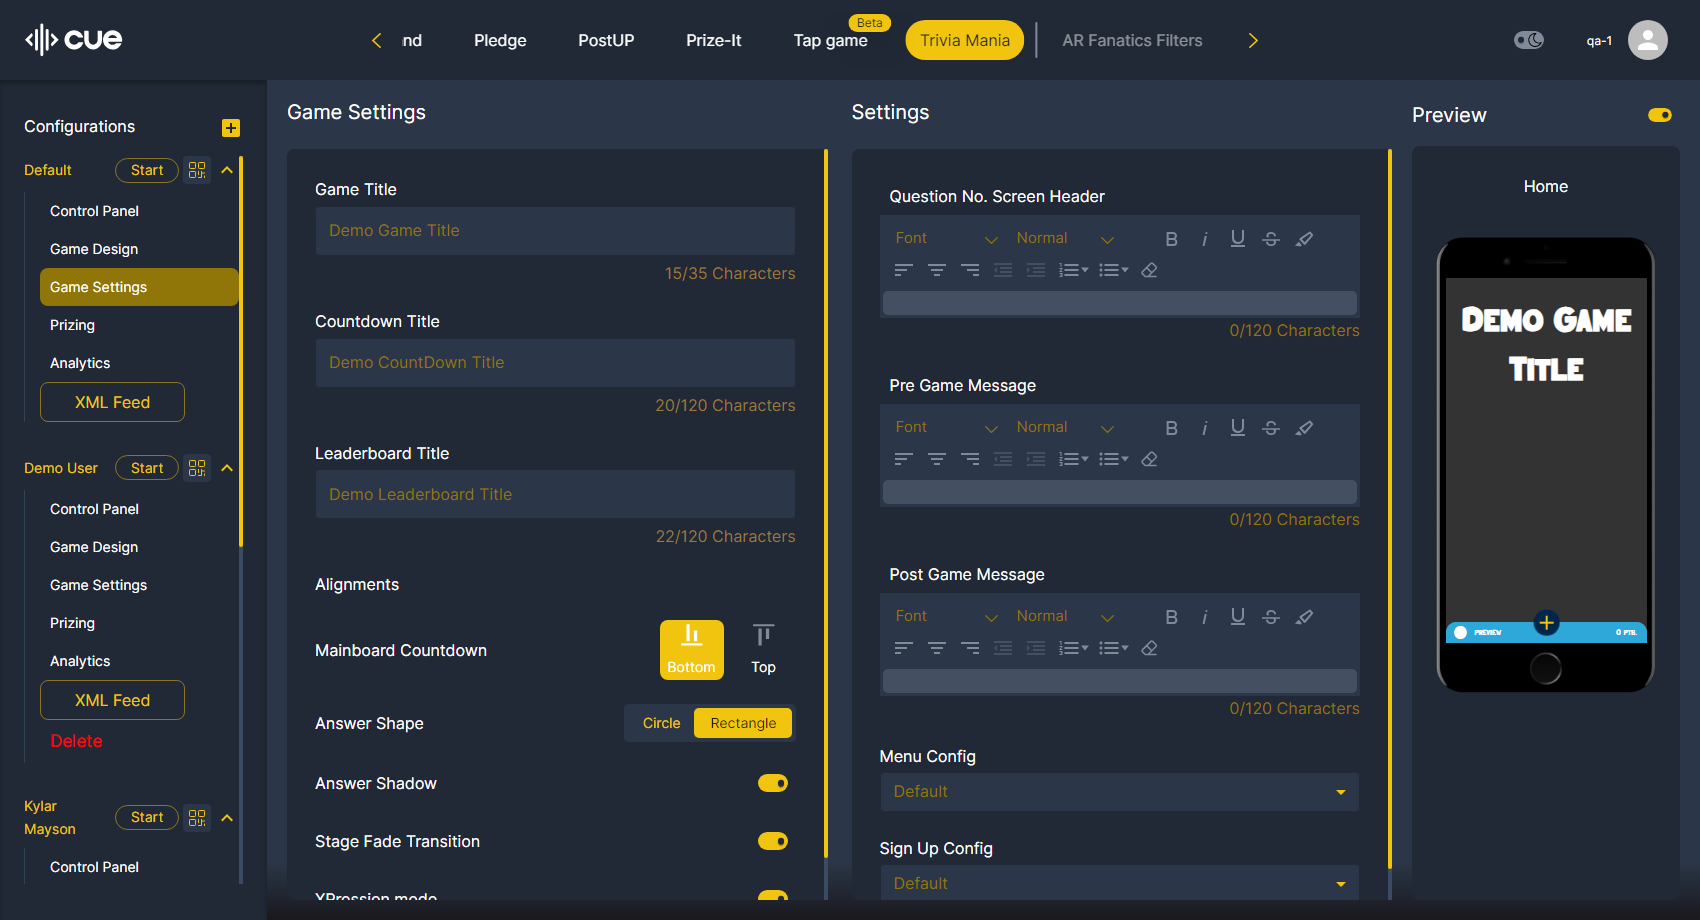 cue
nd
Pledge
PostUP
Prize-It
Tap game
Beta
Trivia Mania
AR Fanatics Filters
qa-1
Configurations
Default
Start
Control Panel
Game Design
Game Settings
Prizing
Analytics
XML Feed
Demo User
Start
Control Panel
Game Design
Game Settings
Prizing
Analytics
XML Feed
Delete
Kylar
Mayson
Start
Control Panel
Game Settings
Game Title
Demo Game Title
15/35 Characters
Countdown Title
Demo CountDown Title
20/120 Characters
Leaderboard Title
Demo Leaderboard Title
22/120 Characters
Alignments
Mainboard Countdown
Bottom
Top
Answer Shape
Circle
Rectangle
Answer Shadow
Stage Fade Transition
XPression mode
Settings
Question No. Screen Header
Font
Normal
B i U S
0/120 Characters
Pre Game Message
Font
Normal
B i U S
0/120 Characters
Post Game Message
Font
Normal
B i U S
0/120 Characters
Menu Config
Default
Sign Up Config
Default
Preview
Home
Demo Game
Title
PREVIEW
0 PTS.